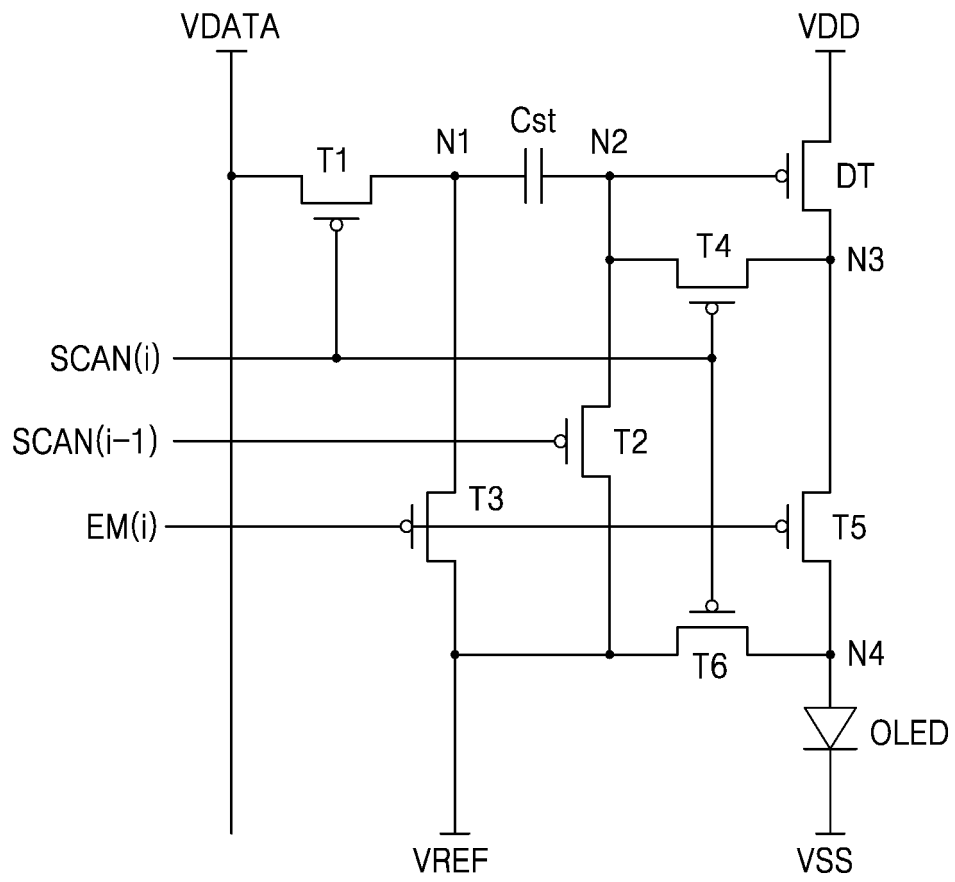 VDATA
VDD
Cst
T1
N1
N2
DT
T4
N3
SCAN(i)
SCAN(i-1)
T2
T3
EM(i)
T5
T6
N4
OLED
VREF
VSS